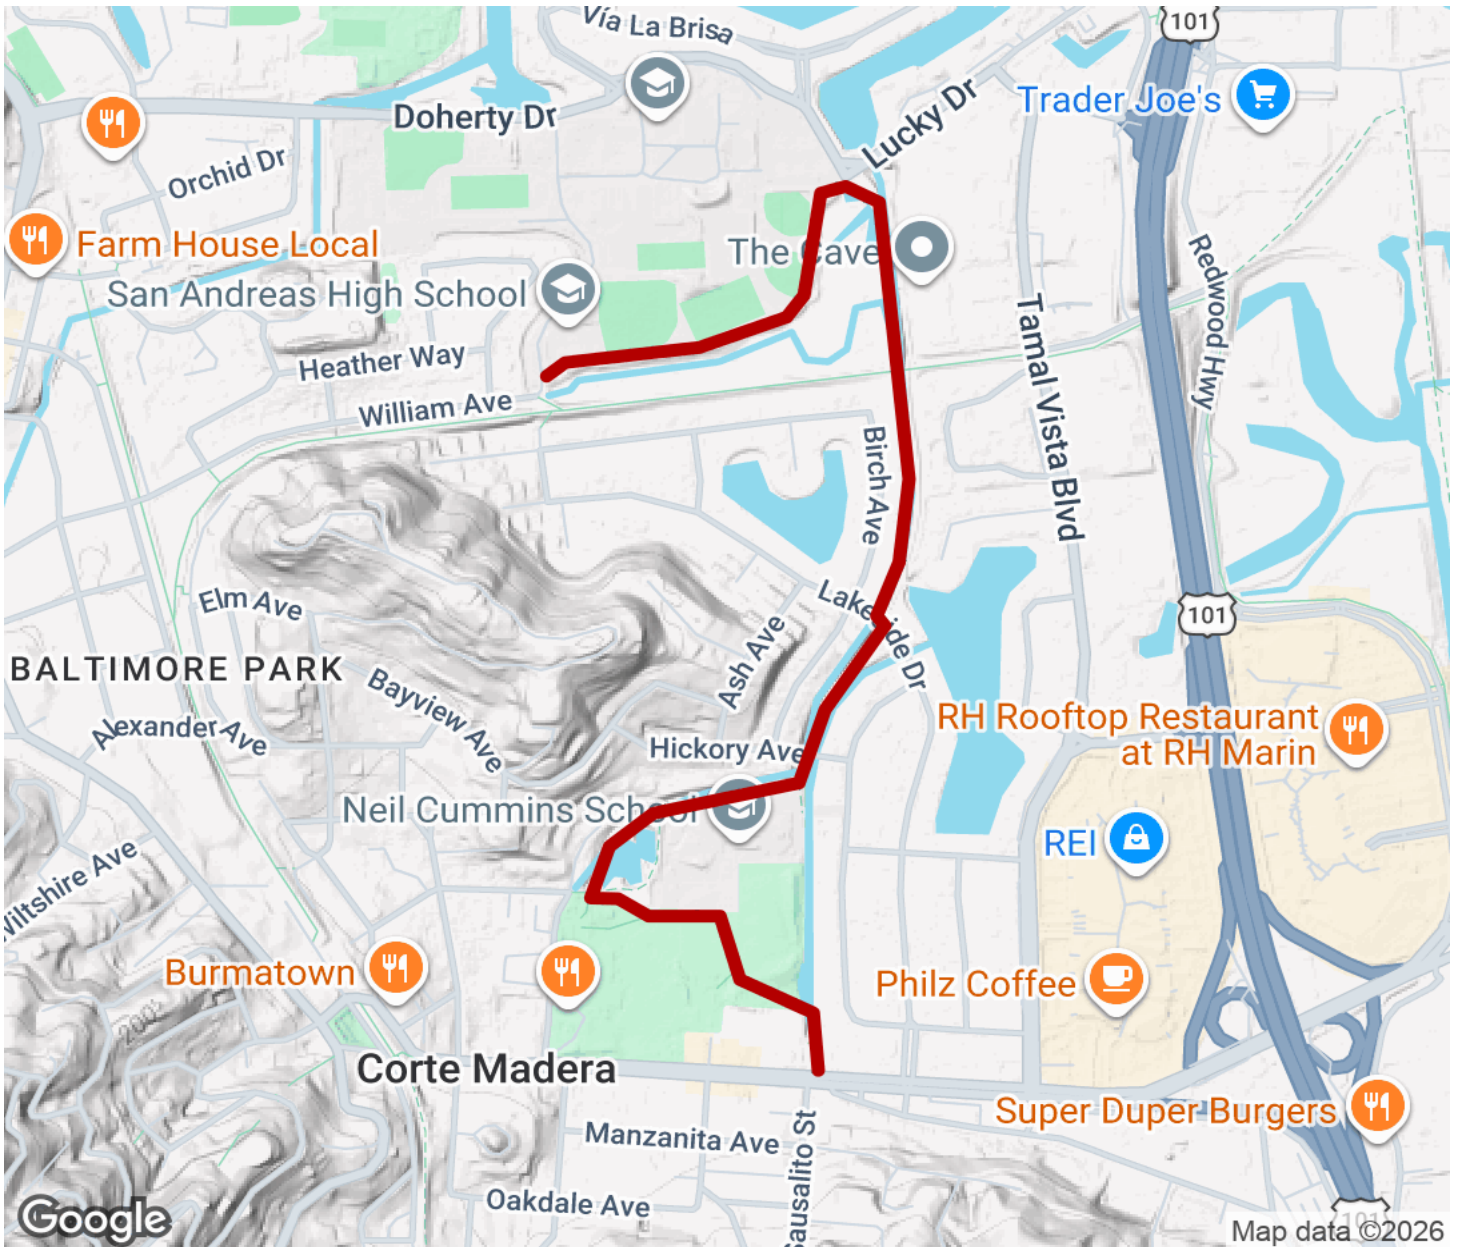 Vía La Brisa
101
Doherty Dr
Lucky Dr
Trader Joe's
Orchid Dr
Farm House Local
The Cave
San Andreas High School
Redwood Hwy
Heather Way
Tamal Vista Blvd
William Ave
Birch Ave
Elm Ave
Lakeside Dr
101
Ash Ave
BALTIMORE PARK
Bayview Ave
Alexander Ave
RH Rooftop Restaurant
at RH Marin
Hickory Ave
Neil Cummins School
REI
Wiltshire Ave
Burmatown
Philz Coffee
200
Corte Madera
Super Duper Burgers
Manzanita Ave
Sausalito St
Oakdale Ave
101
Google
Map data ©2026